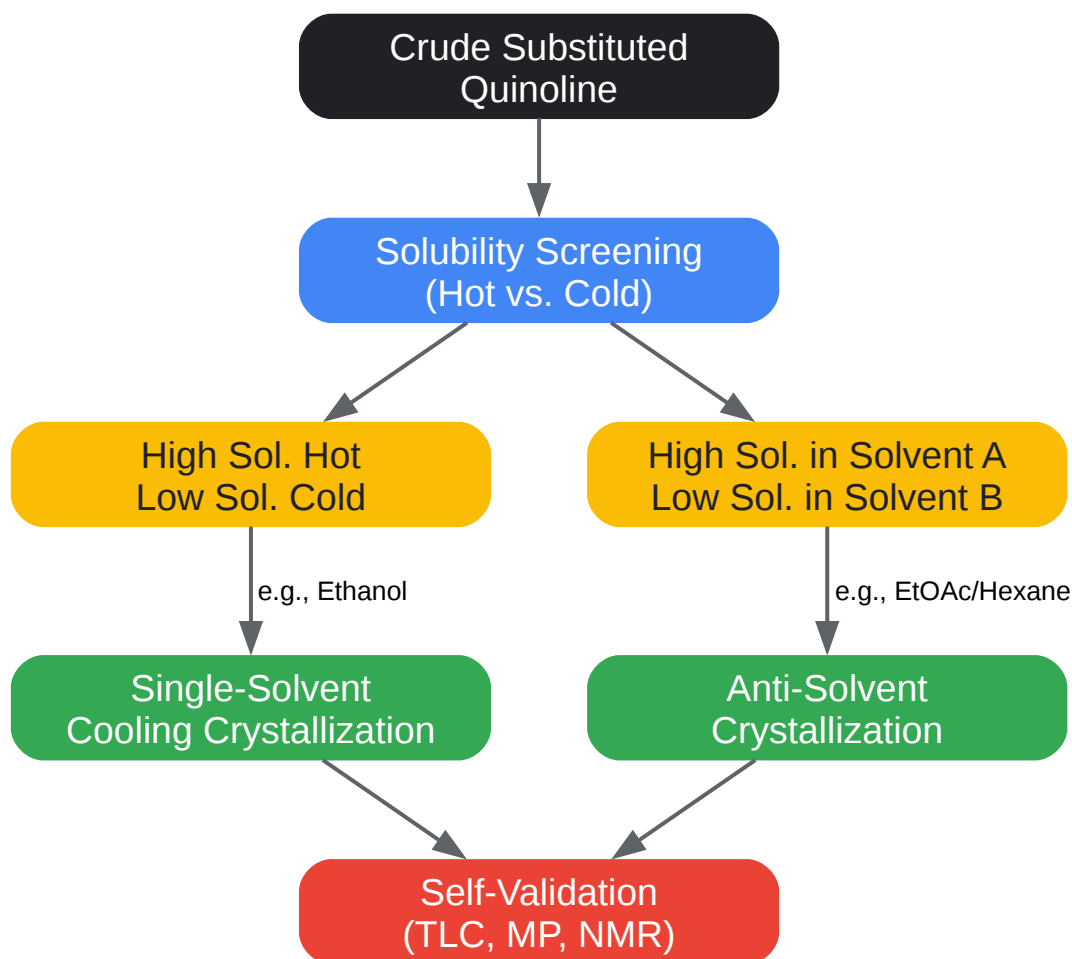 Crude Substituted
Quinoline
Solubility Screening
(Hot vs. Cold)
High Sol. Hot
Low Sol. Cold
High Sol. in Solvent A
Low Sol. in Solvent B
e.g., Ethanol
e.g., EtOAc/Hexane
Single-Solvent
Cooling Crystallization
Anti-Solvent
Crystallization
Self-Validation
(TLC, MP, NMR)